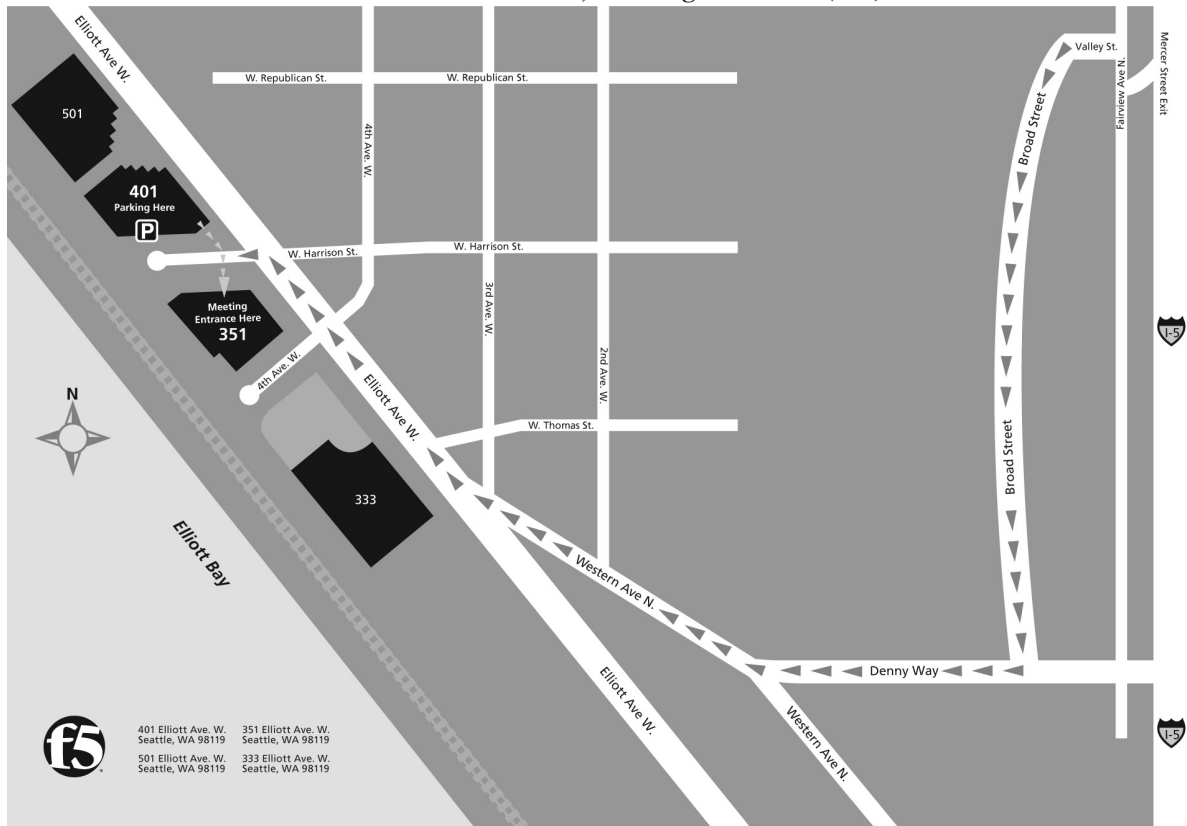 Elliott Ave W.
Valley St.
Mercer Street Exit
Fairview Ave N.
W. Republican St.
W. Republican St.
501
Broad Street
4th Ave. W.
401
Parking Here
P
W. Harrison St.
W. Harrison St.
3rd Ave. W.
Meeting
Entrance Here
351
I-5
2nd Ave. W.
4th Ave. W.
Elliott Ave W.
N
W. Thomas St.
Broad Street
333
Elliott Bay
Western Ave N.
Denny Way
Elliott Ave W.
Western Ave N.
I-5
f5
401 Elliott Ave. W.
Seattle, WA 98119
351 Elliott Ave. W.
Seattle, WA 98119
501 Elliott Ave. W.
Seattle, WA 98119
333 Elliott Ave. W.
Seattle, WA 98119